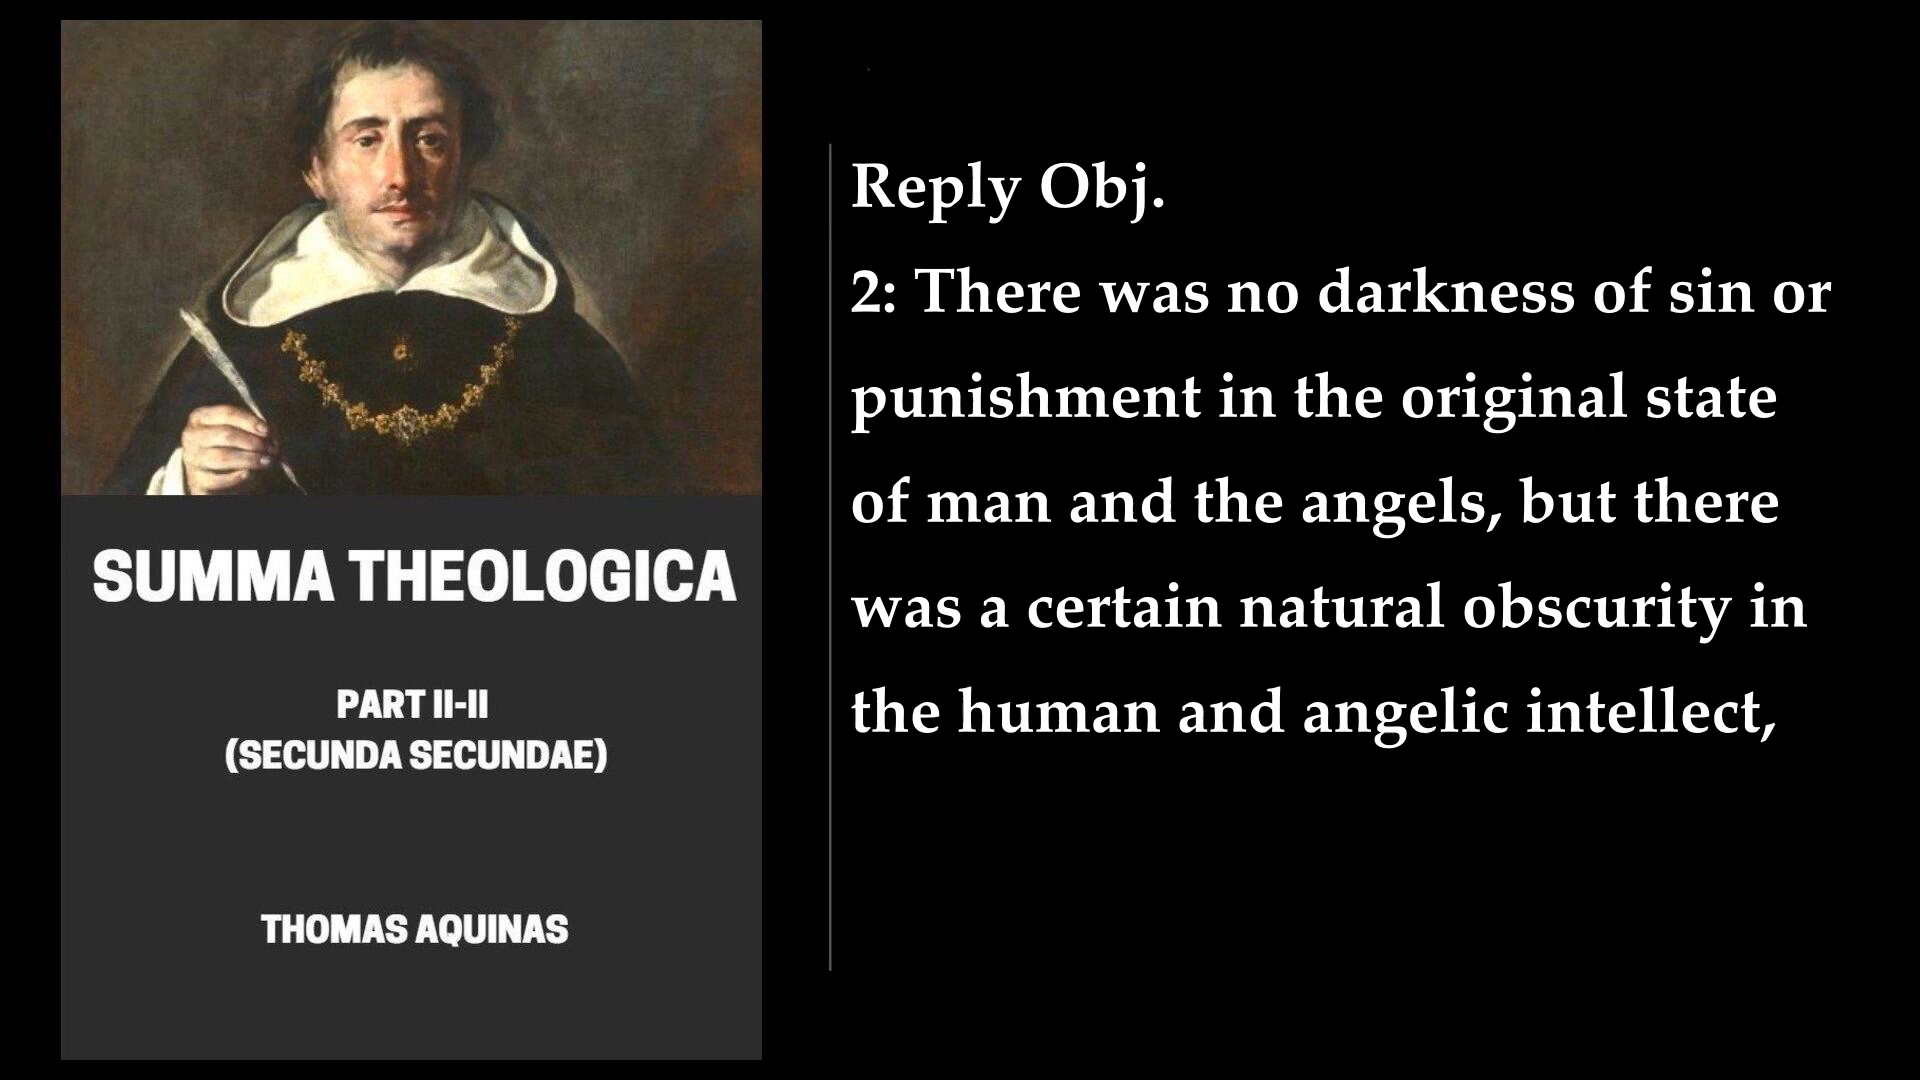 SUMMA THEOLOGICA
PART II-II
(SECUNDA SECUNDAE)
THOMAS AQUINAS
Reply Obj.
2: There was no darkness of sin or
punishment in the original state
of man and the angels, but there
was a certain natural obscurity in
the human and angelic intellect,